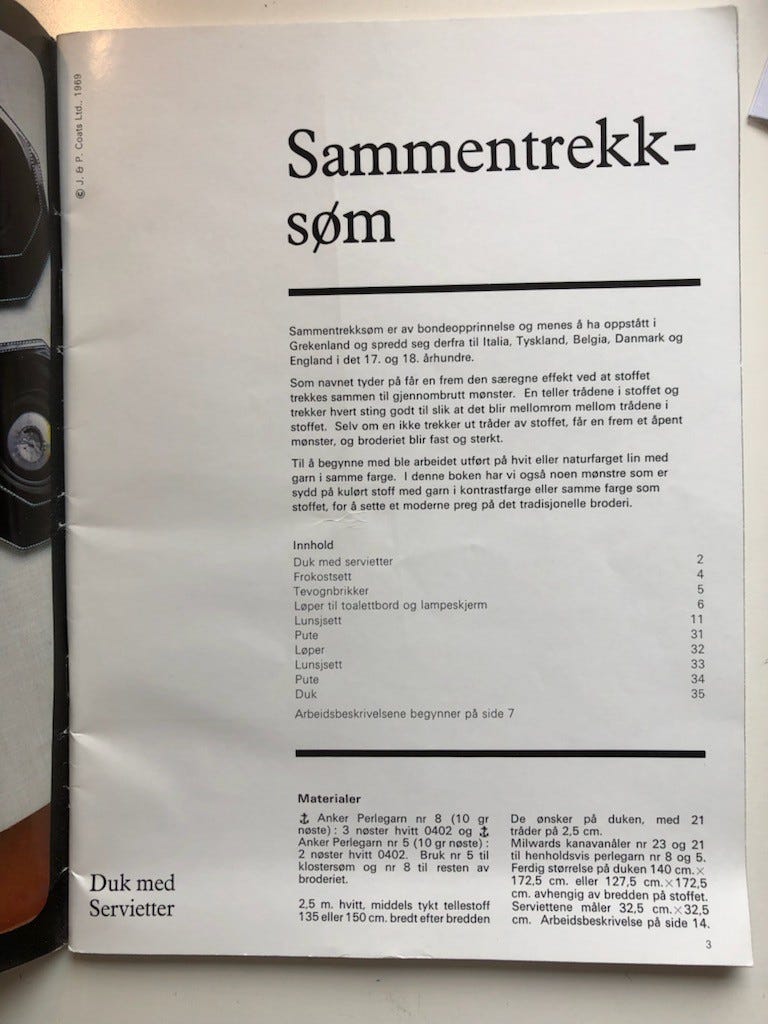 © J. & P. Coats Ltd., 1969
Sammentrekk-
søm
Sammentrekksøm er av bondeopprinnelse og menes å ha oppstått i
Grekenland og spredd seg derfra til Italia, Tyskland, Belgia, Danmark og
England i det 17. og 18. århundre.
Som navnet tyder på får en frem den særegne effekt ved at stoffet
trekkes sammen til gjennombrutt mønster. En teller trådene i stoffet og
trekker hvert sting godt til slik at det blir mellomrom mellom trådene i
stoffet. Selv om en ikke trekker ut tråder av stoffet, får en frem et åpent
mønster, og broderiet blir fast og sterkt.
Til å begynne med ble arbeidet utført på hvit eller naturfarget lin med
garn i samme farge. I denne boken har vi også noen mønstre som er
sydd på kulørt stoff med garn i kontrastfarge eller samme farge som
stoffet, for å sette et moderne preg på det tradisjonelle broderi.
Innhold
Duk med servietter 2
Frokostsett 4
Tevognbrikker 5
Løper til toalettbord og lampeskjerm 6
Lunsjsett 11
Pute 31
Løper 32
Lunsjsett 33
Pute 34
Duk 35
Arbeidsbeskrivelsene begynner på side 7
Duk med
Servietter
Materialer
⚓ Anker Perlegarn nr 8 (10 gr
nøste): 3 nøster hvitt 0402 og ⚓
Anker Perlegarn nr 5 (10 gr nøste):
2 nøster hvitt 0402. Bruk nr 5 til
klostersøm og nr 8 til resten av
broderiet.
2,5 m. hvitt, middels tykt tellestoff
135 eller 150 cm. bredt efter bredden
De ønsker på duken, med 21
tråder på 2,5 cm.
Milwards kanavanåler nr 23 og 21
til henholdsvis perlegarn nr 8 og 5.
Ferdig størrelse på duken 140 cm.×
172,5 cm. eller 127,5 cm.×172,5
cm. avhengig av bredden på stoffet.
Serviettene måler 32,5 cm.×32,5
cm. Arbeidsbeskrivelse på side 14.
3